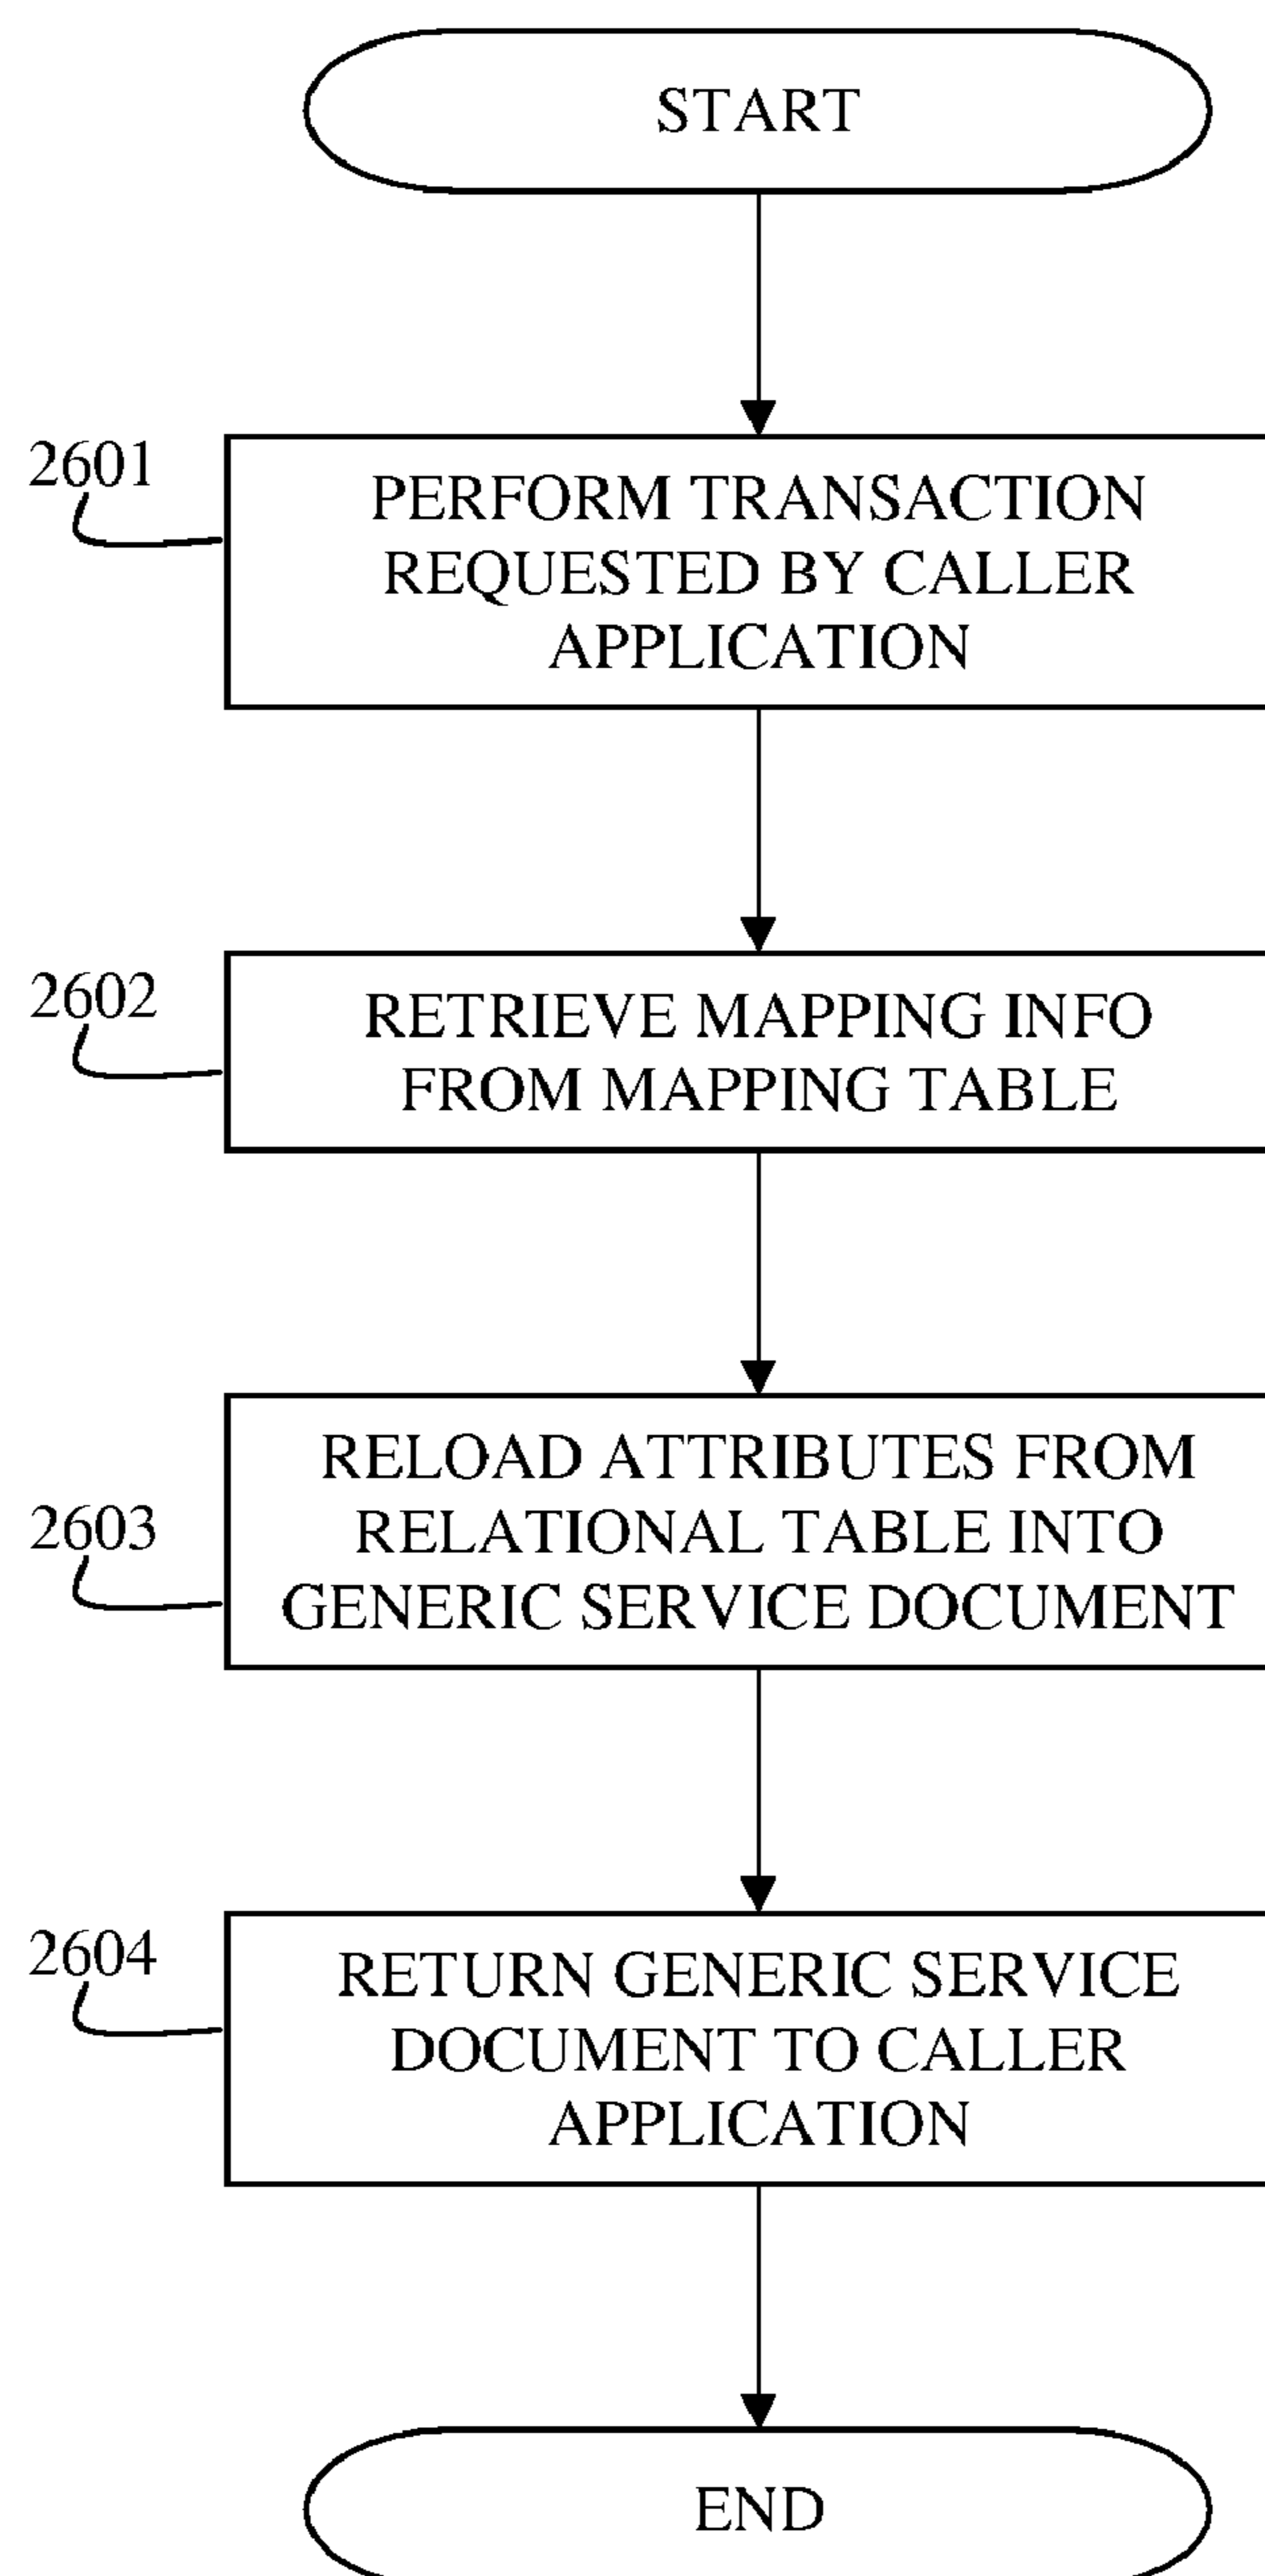 START
2601
PERFORM TRANSACTION
REQUESTED BY CALLER
APPLICATION
2602
RETRIEVE MAPPING INFO
FROM MAPPING TABLE
2603
RELOAD ATTRIBUTES FROM
RELATIONAL TABLE INTO
GENERIC SERVICE DOCUMENT
2604
RETURN GENERIC SERVICE
DOCUMENT TO CALLER
APPLICATION
END